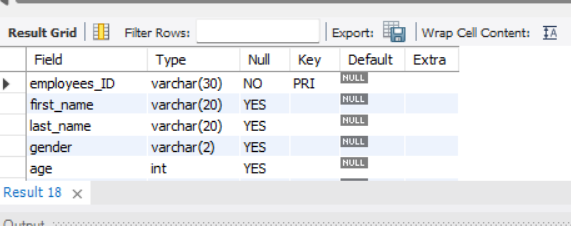 Result Grid Filter Rows: Export: Wrap Cell Content: IA
Field Type Null Key Default Extra
employees_ID varchar(30) NO PRI NULL
first_name varchar(20) YES NULL
last_name varchar(20) YES NULL
gender varchar(2) YES NULL
age int YES NULL
Result 18 ×
Output